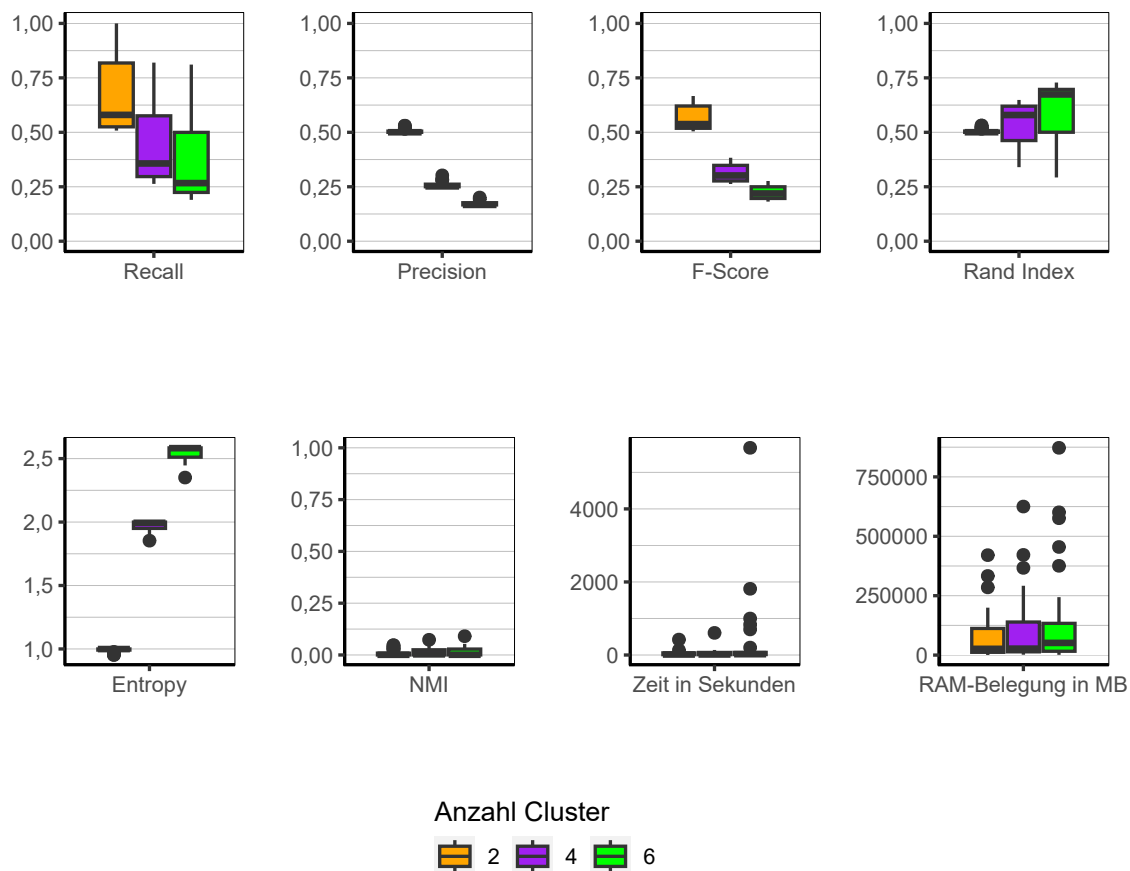 1,00 1,00 1,00 1,00
0,75 0,75 0,75 0,75
0,50 0,50 0,50 0,50
0,25 0,25 0,25 0,25
0,00 0,00 0,00 0,00
Recall Precision F-Score Rand Index
2,5
2,0
1,5
1,0
Entropy
1,00
0,75
0,50
0,25
0,00
NMI
4000
2000
0
Zeit in Sekunden
750000
500000
250000
0
RAM-Belegung in MB
Anzahl Cluster
2 4 6